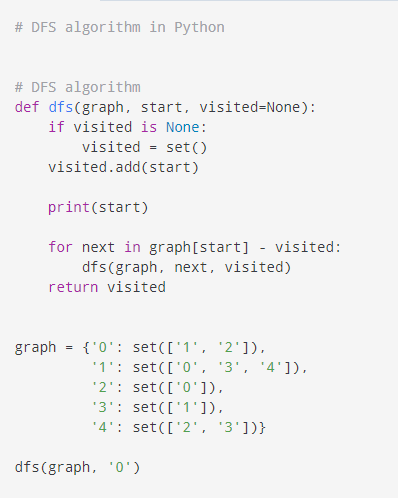 # DFS algorithm in Python
# DFS algorithm
def dfs(graph, start, visited=None):
    if visited is None:
        visited = set()
    visited.add(start)
    print(start)
    for next in graph[start] - visited:
        dfs(graph, next, visited)
    return visited
graph = {'0': set(['1', '2']),
         '1': set(['0', '3', '4']),
         '2': set(['0']),
         '3': set(['1']),
         '4': set(['2', '3'])}
dfs(graph, '0')